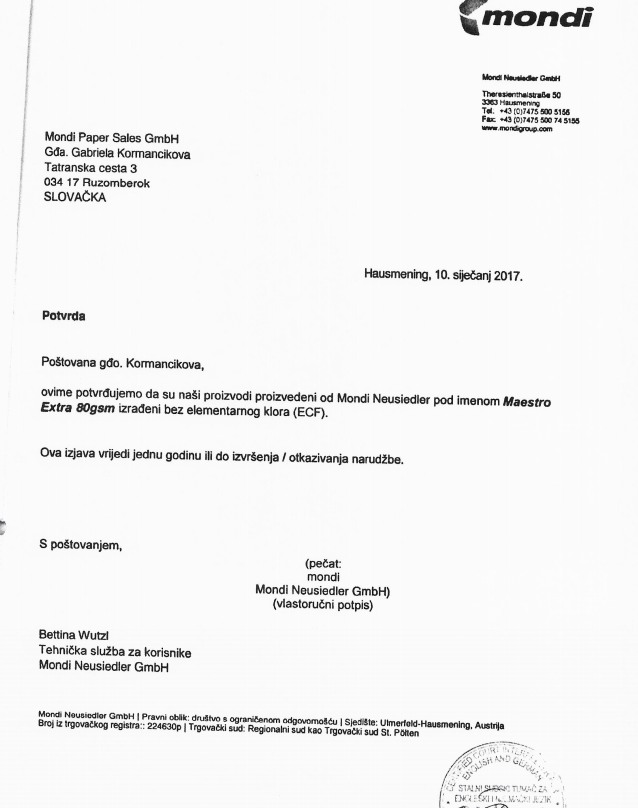 mondi
Mondi Neusiedler GmbH
Theresienthalstraße 50
3363 Hausmening
Tel. +43 (0)7475 500 5156
Fax. +43 (0)7475 500 74 5156
www.mondigroup.com
Mondi Paper Sales GmbH
Gđa. Gabriela Kormancikova
Tatranska cesta 3
034 17 Ruzomberok
SLOVAČKA
Hausmening, 10. siječanj 2017.
Potvrda
Poštovana gđo. Kormancikova,
ovime potvrđujemo da su naši proizvodi proizvedeni od Mondi Neusiedler pod imenom Maestro
Extra 80gsm izrađeni bez elementarnog klora (ECF).
Ova izjava vrijedi jednu godinu ili do izvršenja / otkazivanja narudžbe.
S poštovanjem,
(pečat:
mondi
Mondi Neusiedler GmbH)
(vlastoručni potpis)
Bettina Wutzl
Tehnička služba za korisnike
Mondi Neusiedler GmbH
Mondi Neusiedler GmbH | Pravni oblik: društvo s ograničenom odgovornošću | Sjedište: Ulmerfeld-Hausmening, Austrija
Broj iz trgovačkog registra:: 224630p | Trgovački sud: Regionalni sud kao Trgovački sud St. Pölten
ENGLISH AND GERMAN
STALNI SUDSKI TUMAČ ZA
ENGLESKI I NJEMAČKI JEZIK